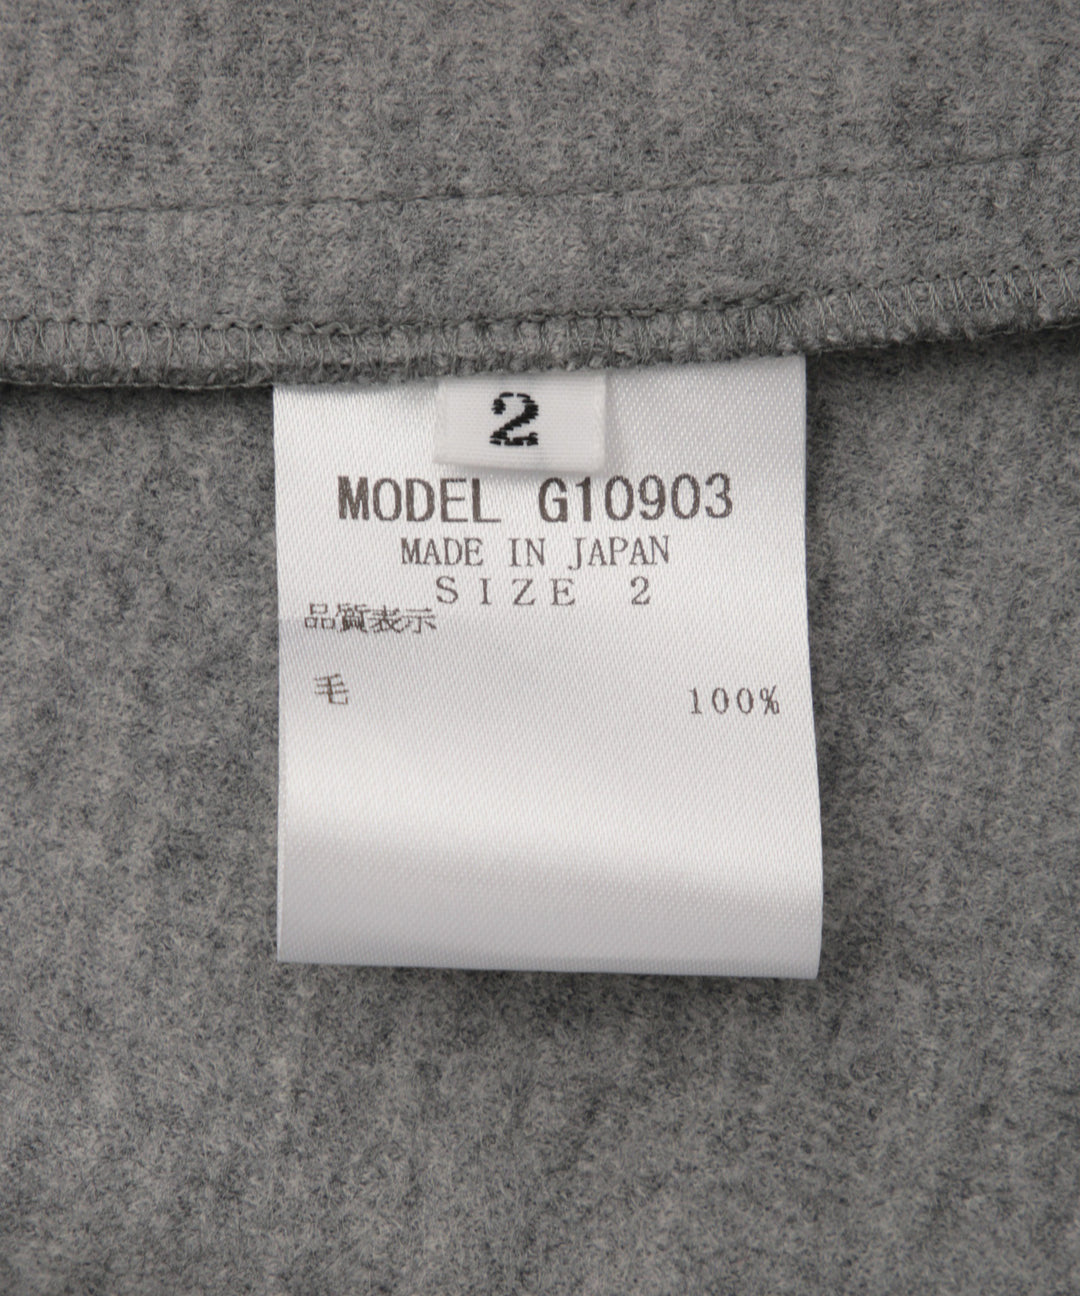 2
MODEL G10903
MADE IN JAPAN
SIZE 2
品質表示
毛 100%